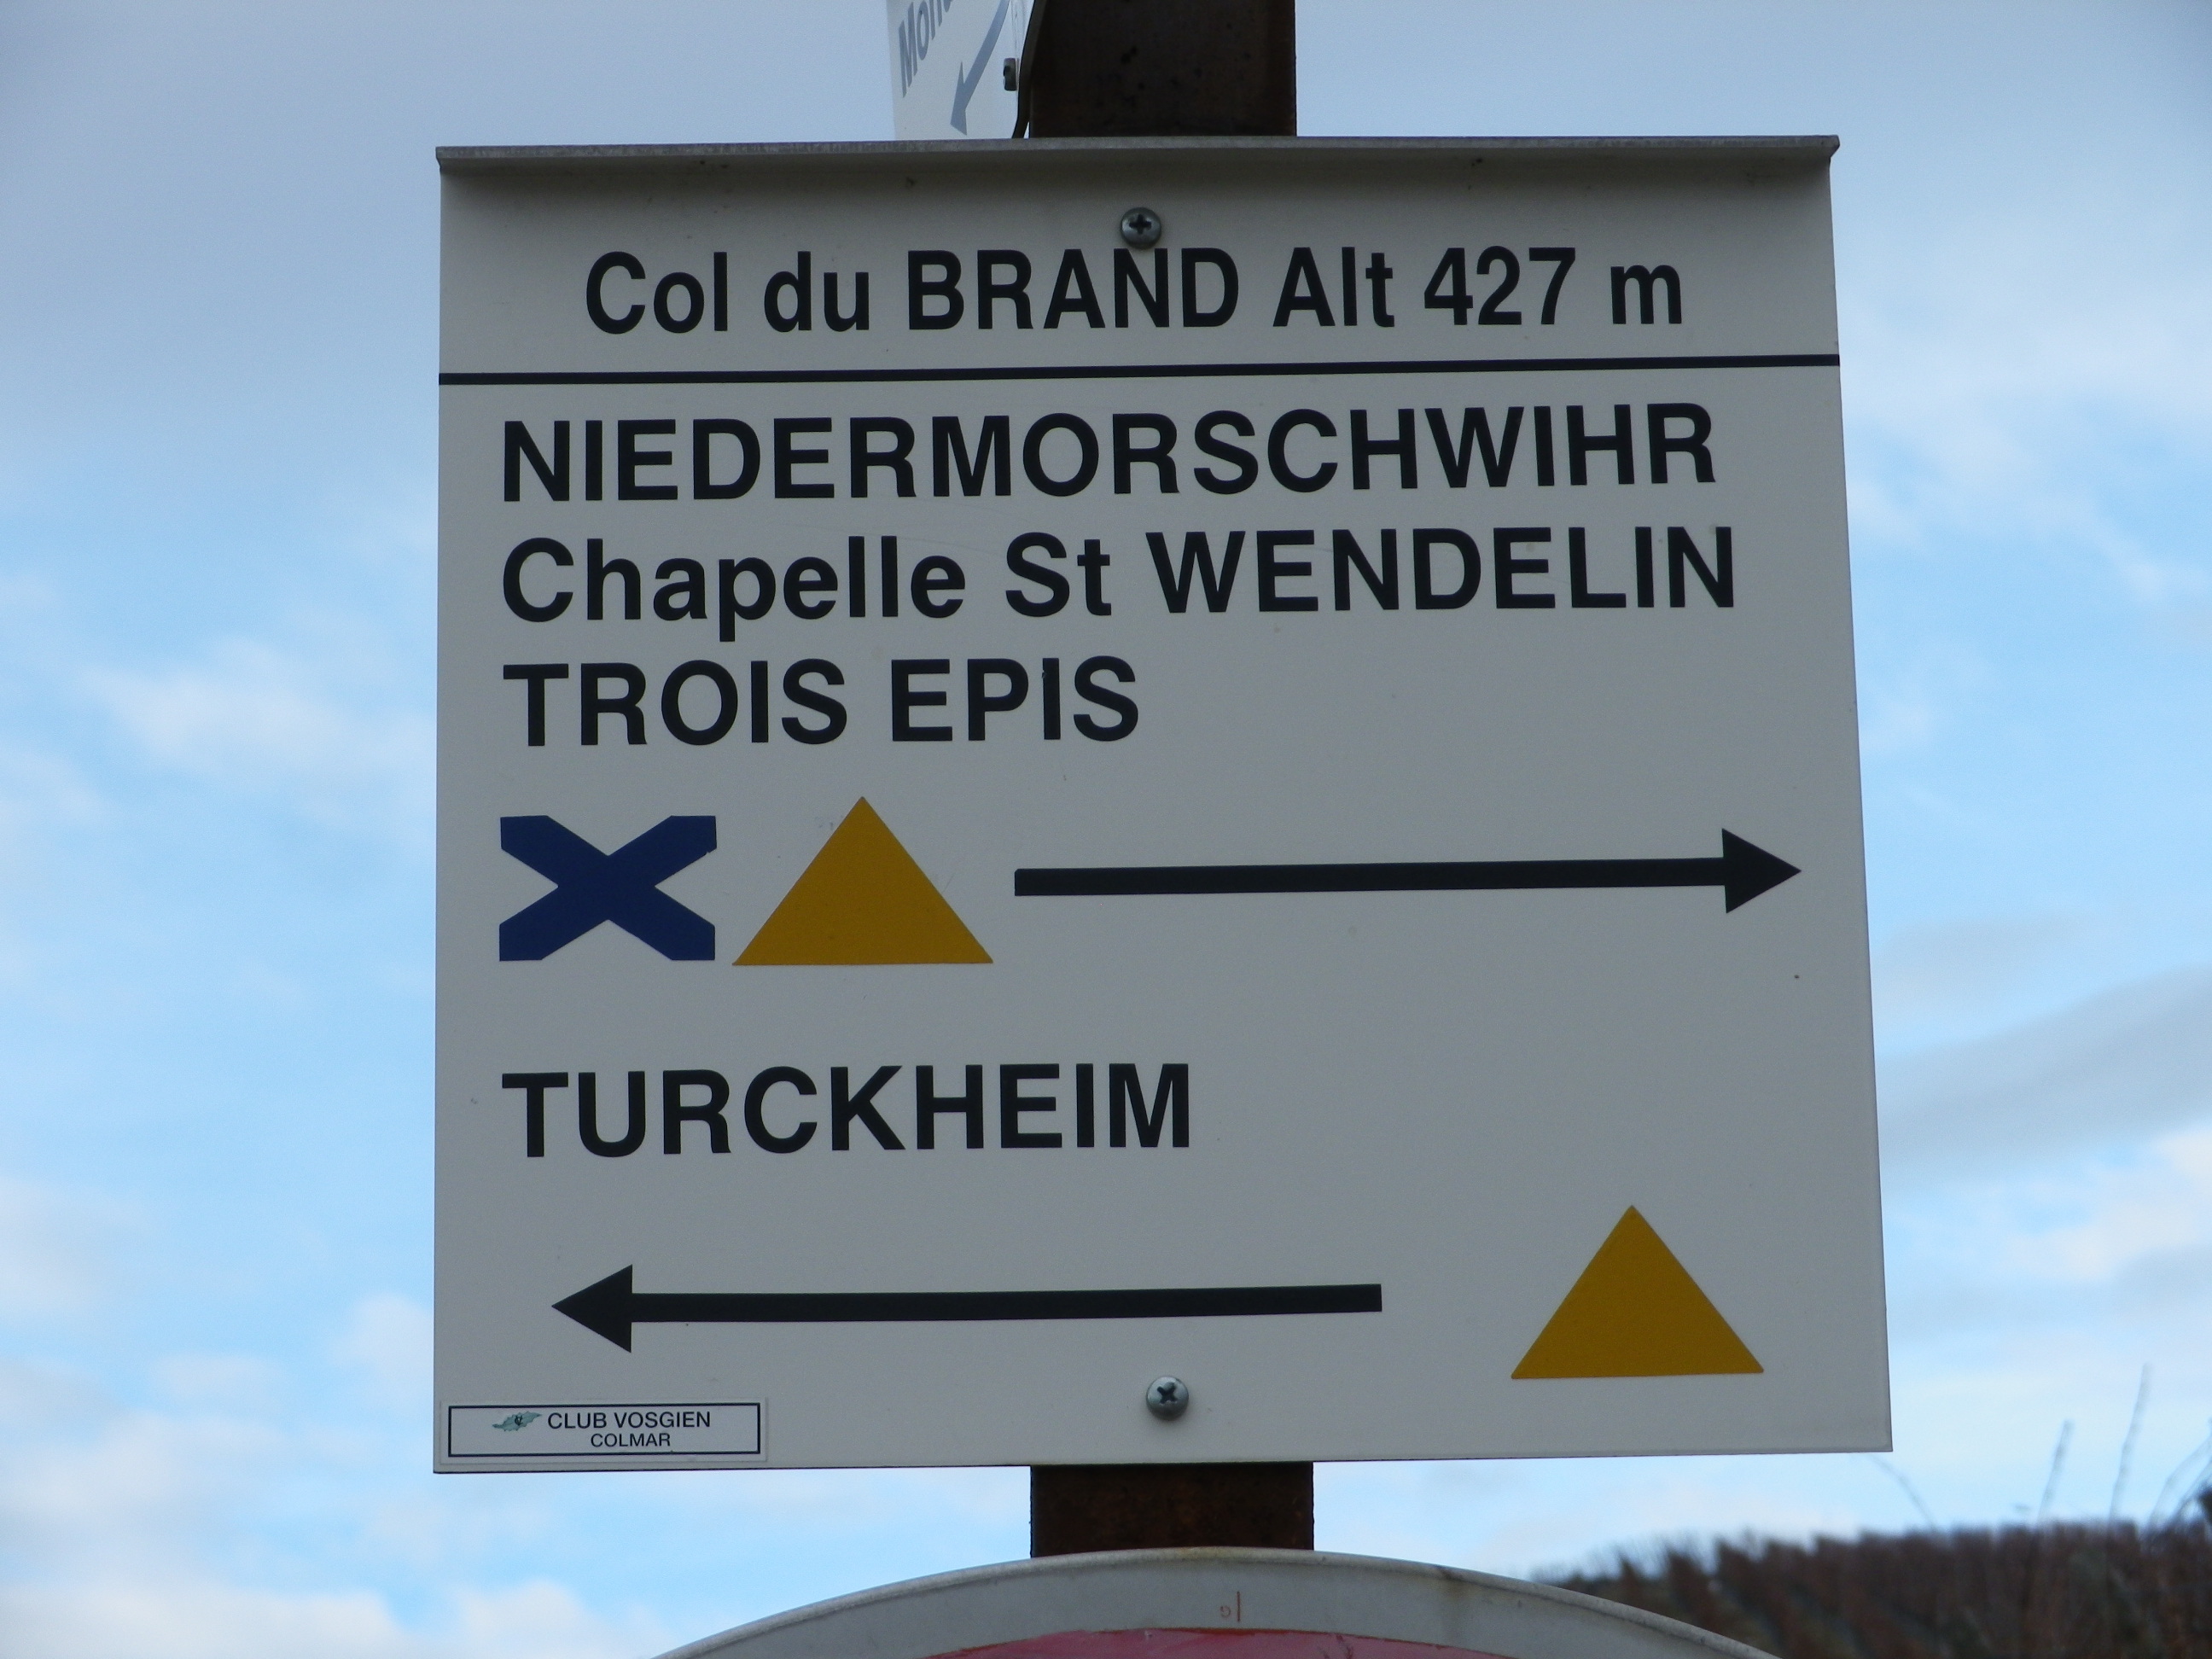 Col du BRAND Alt 427 m
NIEDERMORSCHWIHR
Chapelle St WENDELIN
TROIS EPIS
TURCKHEIM
CLUB VOSGIEN
COLMAR